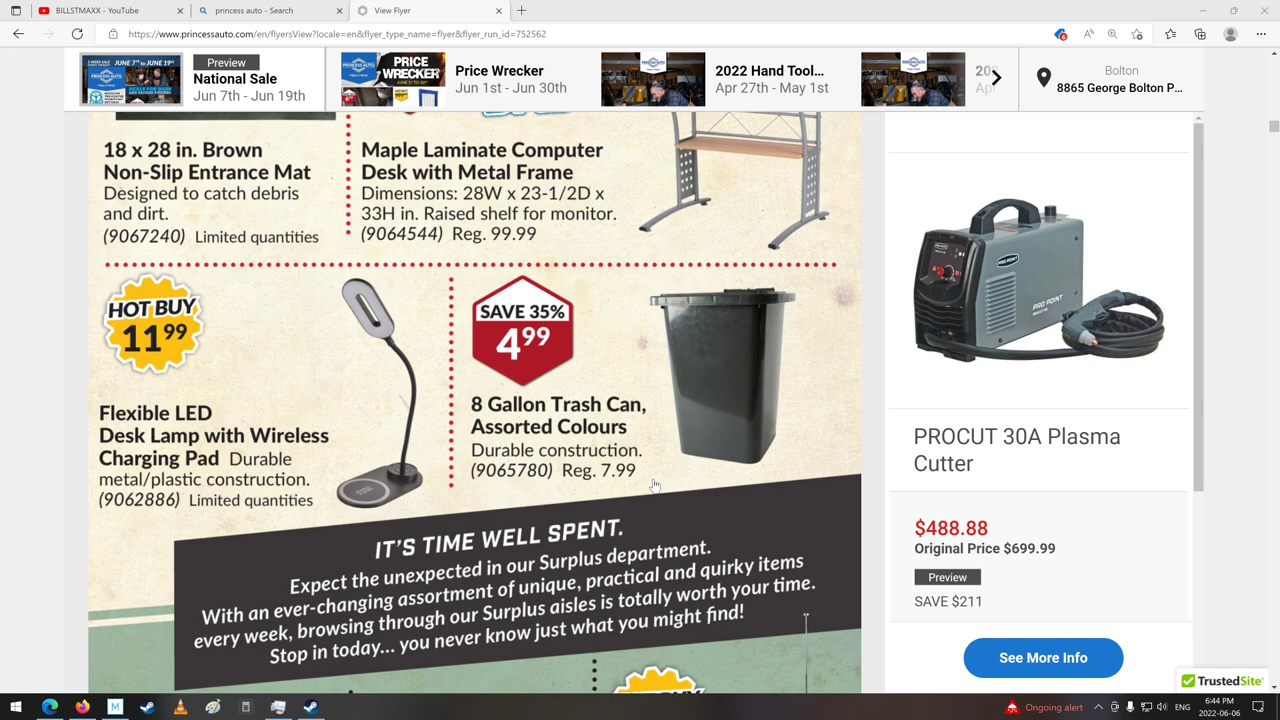 BILLSTMAXX - YouTube
princess auto - Search
View Flyer
https://www.princessauto.com/en/flyersView?locale=en&flyer_type_name=flyer&flyer_run_id=752562
Preview
National Sale
Jun 7th - Jun 19th
PRICE WRECKER
Price Wrecker
Jun 1st - Jun 30th
2022 Hand Tool...
Apr 27th - May 1st
Bolton
8865 George Bolton P...
18 x 28 in. Brown
Non-Slip Entrance Mat
Designed to catch debris
and dirt.
(9067240) Limited quantities
Maple Laminate Computer
Desk with Metal Frame
Dimensions: 28W x 23-1/2D x
33H in. Raised shelf for monitor.
(9064544) Reg. 99.99
HOT BUY
11 99
Flexible LED
Desk Lamp with Wireless
Charging Pad Durable
metal/plastic construction.
(9062886) Limited quantities
SAVE 35%
4 99
8 Gallon Trash Can,
Assorted Colours
Durable construction.
(9065780) Reg. 7.99
IT'S TIME WELL SPENT.
Expect the unexpected in our Surplus department.
With an ever-changing assortment of unique, practical and quirky items
every week, browsing through our Surplus aisles is totally worth your time.
Stop in today... you never know just what you might find!
PRO POINT
PROCUT 30A Plasma
Cutter
$488.88
Original Price $699.99
Preview
SAVE $211
See More Info
TrustedSite
Ongoing alert
ENG
6:44 PM
2022-06-06